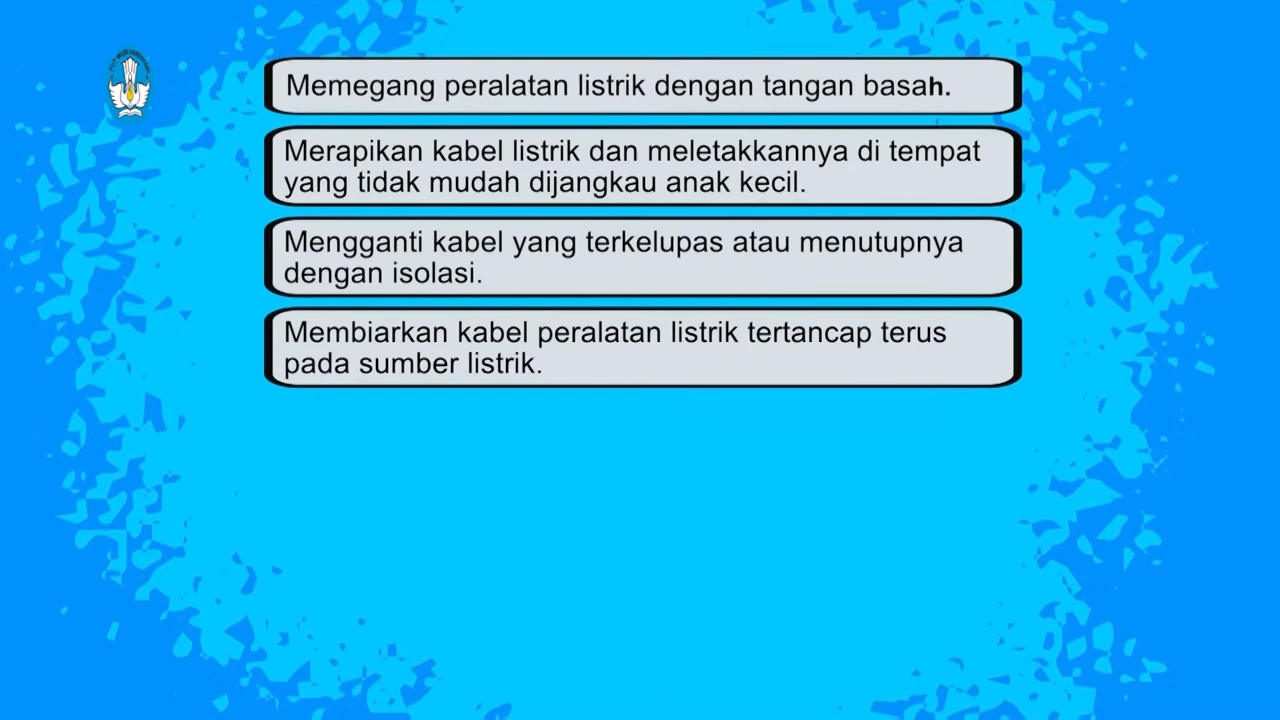 Memegang peralatan listrik dengan tangan basah.
Merapikan kabel listrik dan meletakkannya di tempat
yang tidak mudah dijangkau anak kecil.
Mengganti kabel yang terkelupas atau menutupnya
dengan isolasi.
Membiarkan kabel peralatan listrik tertancap terus
pada sumber listrik.